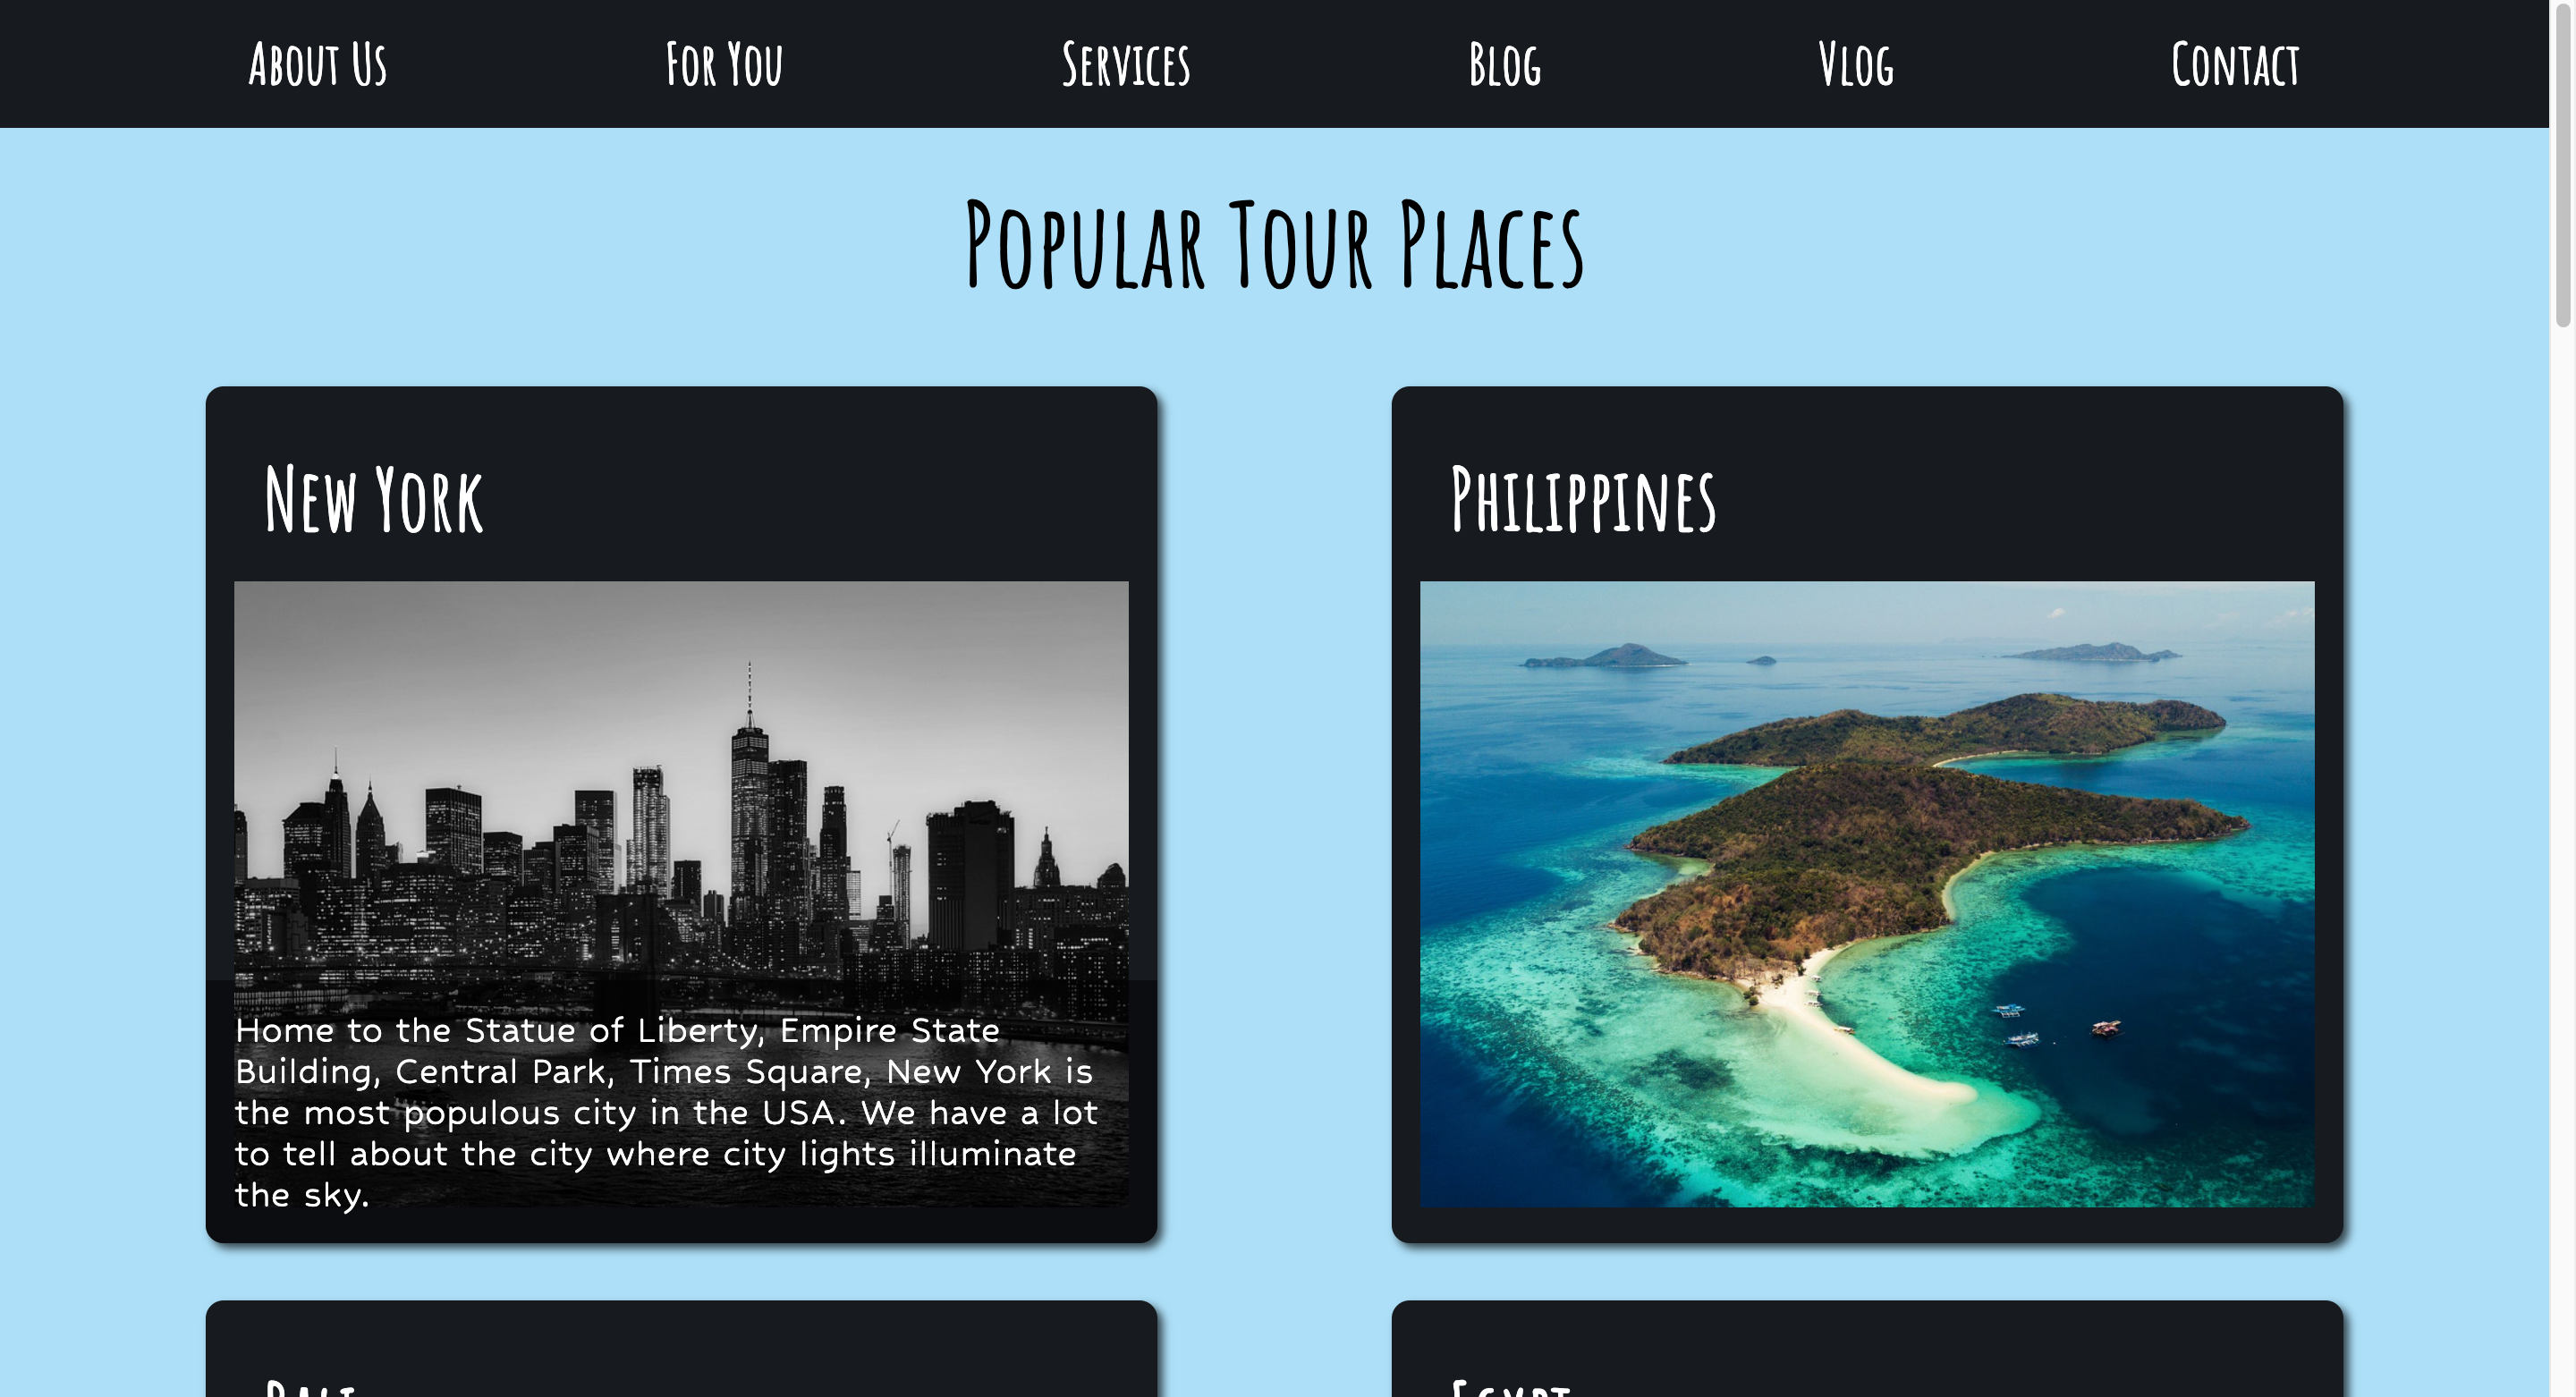 About Us For You Services Blog Vlog Contact
Popular Tour Places
New York
Philippines
Home to the Statue of Liberty, Empire State
Building, Central Park, Times Square, New York is
the most populous city in the USA. We have a lot
to tell about the city where city lights illuminate
the sky.
Bali
Egypt